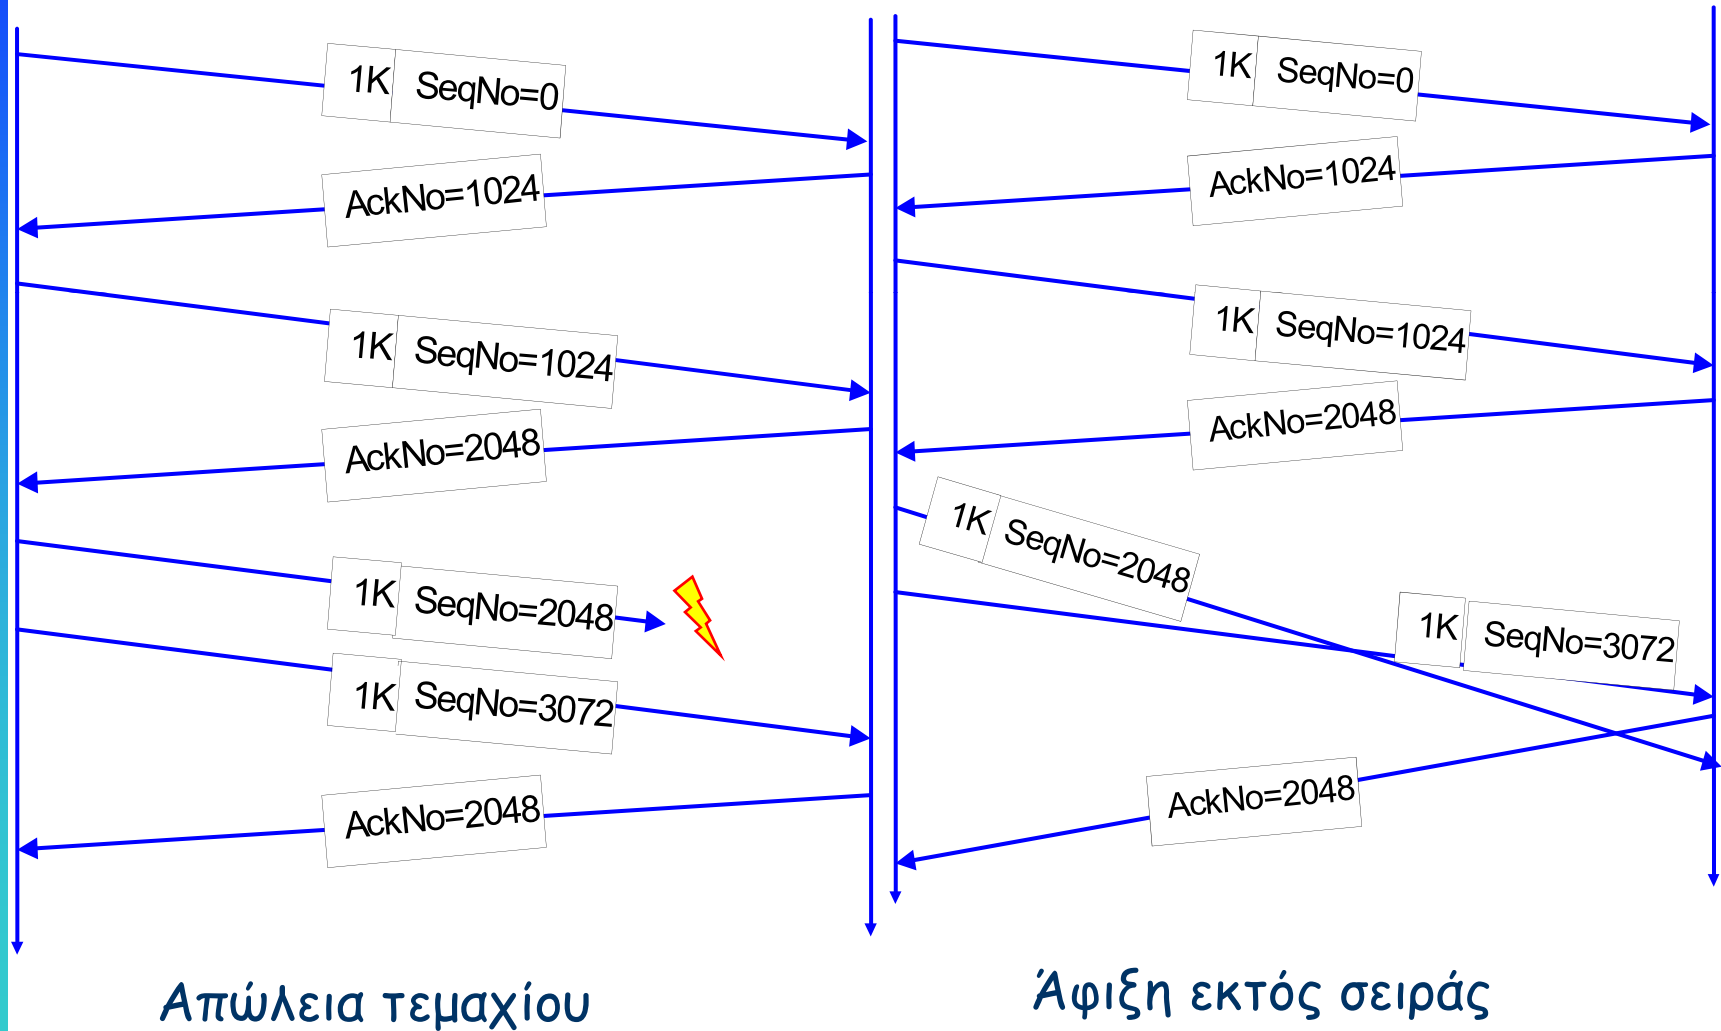 1K SeqNo=0
AckNo=1024
1K SeqNo=1024
AckNo=2048
1K SeqNo=2048
1K SeqNo=3072
AckNo=2048
Απώλεια τεμαχίου
1K SeqNo=0
AckNo=1024
1K SeqNo=1024
AckNo=2048
1K SeqNo=2048
1K SeqNo=3072
AckNo=2048
Άφιξη εκτός σειράς